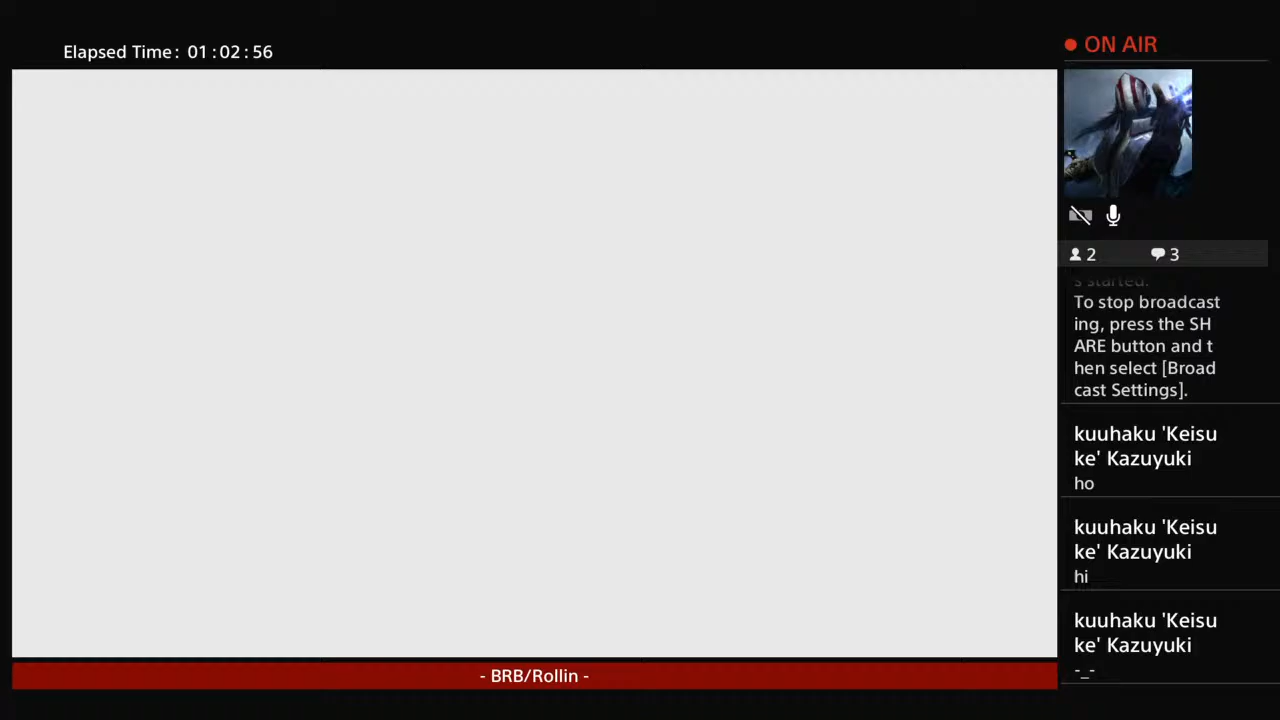 Elapsed Time: 01:02:56
ON AIR
2
3
s started.
To stop broadcast
ing, press the SH
ARE button and t
hen select [Broad
cast Settings].
kuuhaku 'Keisu
ke' Kazuyuki
ho
kuuhaku 'Keisu
ke' Kazuyuki
hi
kuuhaku 'Keisu
ke' Kazuyuki
-_-
- BRB/Rollin -